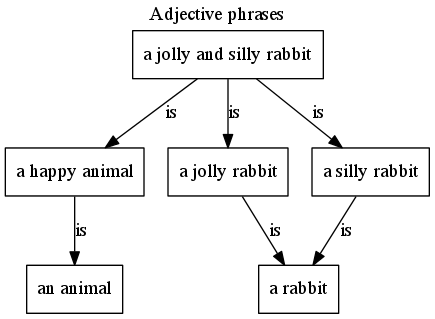 Adjective phrases
a jolly and silly rabbit
is
is
is
a happy animal
a jolly rabbit
a silly rabbit
is
is
is
an animal
a rabbit